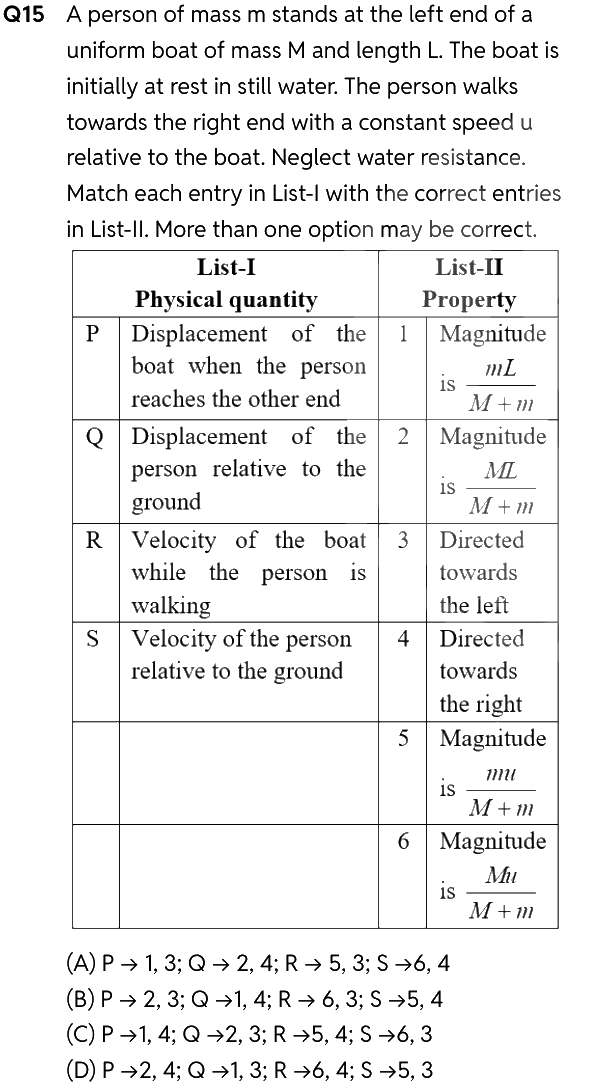 Q15 A person of mass m stands at the left end of a
uniform boat of mass M and length L. The boat is
initially at rest in still water. The person walks
towards the right end with a constant speed u
relative to the boat. Neglect water resistance.
Match each entry in List-I with the correct entries
in List-II. More than one option may be correct.
List-I List-II
Physical quantity Property
P Displacement of the boat when the person reaches the other end 1 Magnitude is mL / M + m
Q Displacement of the person relative to the ground 2 Magnitude is ML / M + m
R Velocity of the boat while the person is walking 3 Directed towards the left
S Velocity of the person relative to the ground 4 Directed towards the right
5 Magnitude is mu / M + m
6 Magnitude is Mu / M + m
(A) P → 1, 3; Q → 2, 4; R → 5, 3; S →6, 4
(B) P → 2, 3; Q →1, 4; R → 6, 3; S →5, 4
(C) P →1, 4; Q →2, 3; R →5, 4; S →6, 3
(D) P →2, 4; Q →1, 3; R →6, 4; S →5, 3